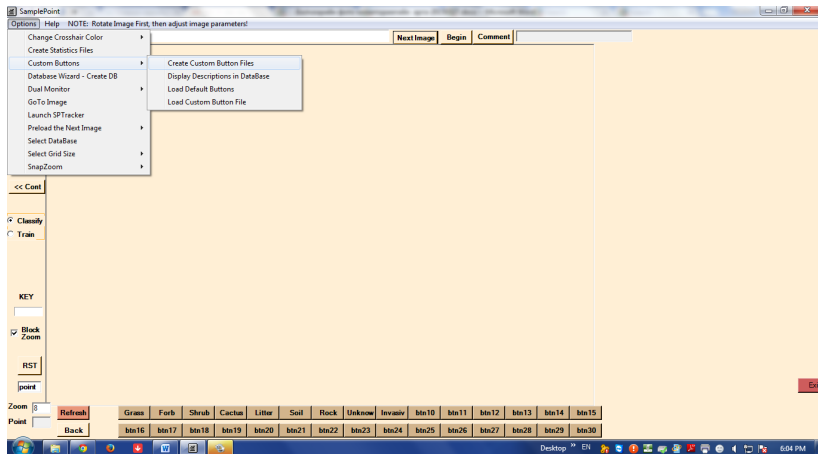 SamplePoint
Options Help NOTE: Rotate Image First, then adjust image parameters!
Next Image Begin Comment
Change Crosshair Color
Create Statistics Files
Custom Buttons
Database Wizard - Create DB
Dual Monitor
GoTo Image
Launch SPTracker
Preload the Next Image
Select DataBase
Select Grid Size
SnapZoom
Create Custom Button Files
Display Descriptions in DataBase
Load Default Buttons
Load Custom Button File
<< Cont
Classify
Train
KEY
Block
Zoom
RST
point
Zoom 8
Point
Refresh Grass Forb Shrub Cactus Litter Soil Rock Unknow Invasiv btn10 btn11 btn12 btn13 btn14 btn15
Back btn16 btn17 btn18 btn19 btn20 btn21 btn22 btn23 btn24 btn25 btn26 btn27 btn28 btn29 btn30
Desktop » EN 6:04 PM